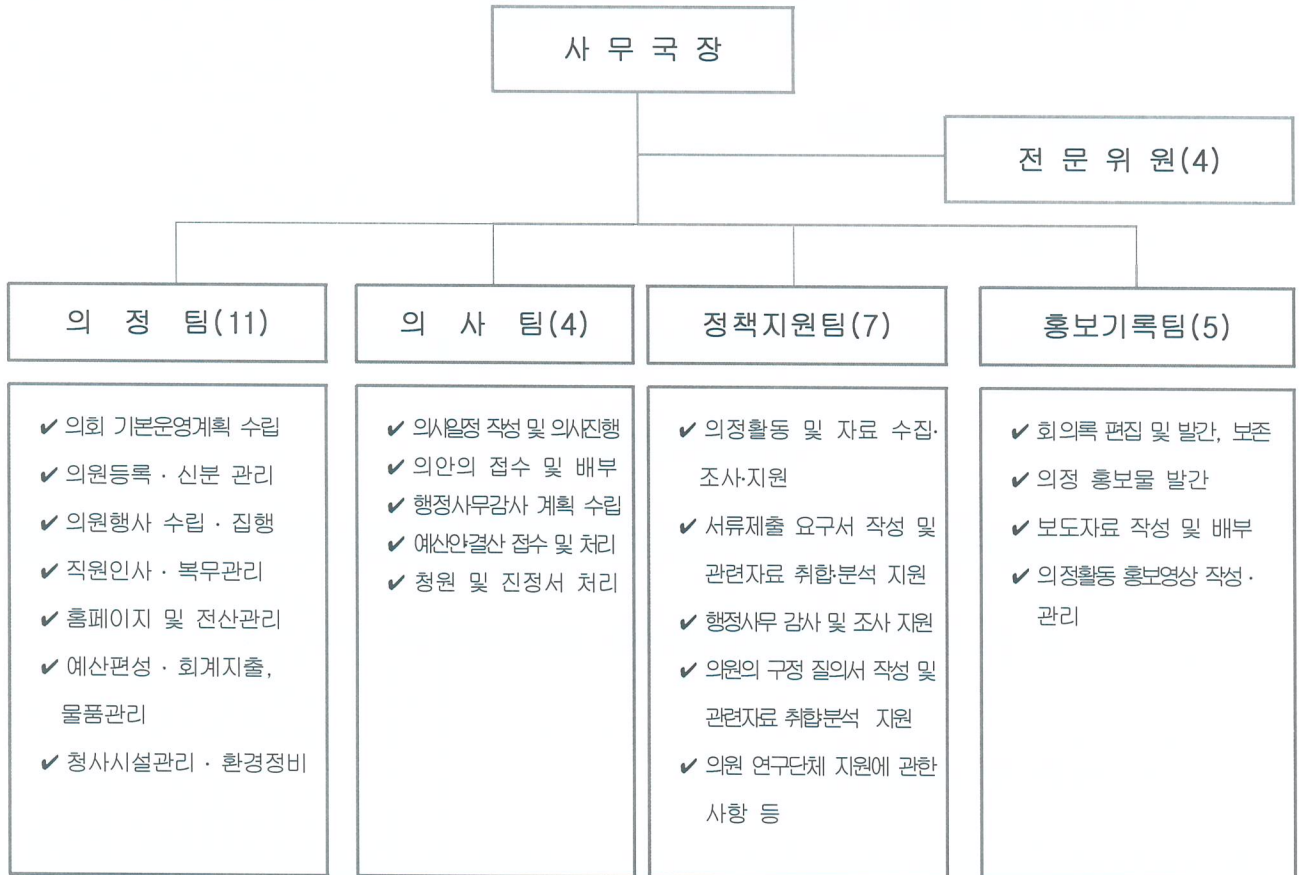 사 무 국 장
전 문 위 원(4)
의 정 팀(11)
✔ 의회 기본운영계획 수립
✔ 의원등록 · 신분 관리
✔ 의원행사 수립 · 집행
✔ 직원인사 · 복무관리
✔ 홈페이지 및 전산관리
✔ 예산편성 · 회계지출,
물품관리
✔ 청사시설관리 · 환경정비
의 사 팀(4)
✔ 의사일정 작성 및 의사진행
✔ 의안의 접수 및 배부
✔ 행정사무감사 계획 수립
✔ 예산안·결산 접수 및 처리
✔ 청원 및 진정서 처리
정책지원팀(7)
✔ 의정활동 및 자료 수집·
조사·지원
✔ 서류제출 요구서 작성 및
관련자료 취합·분석 지원
✔ 행정사무 감사 및 조사 지원
✔ 의원의 구정 질의서 작성 및
관련자료 취합·분석 지원
✔ 의원 연구단체 지원에 관한
사항 등
홍보기록팀(5)
✔ 회의록 편집 및 발간, 보존
✔ 의정 홍보물 발간
✔ 보도자료 작성 및 배부
✔ 의정활동 홍보영상 작성 ·
관리